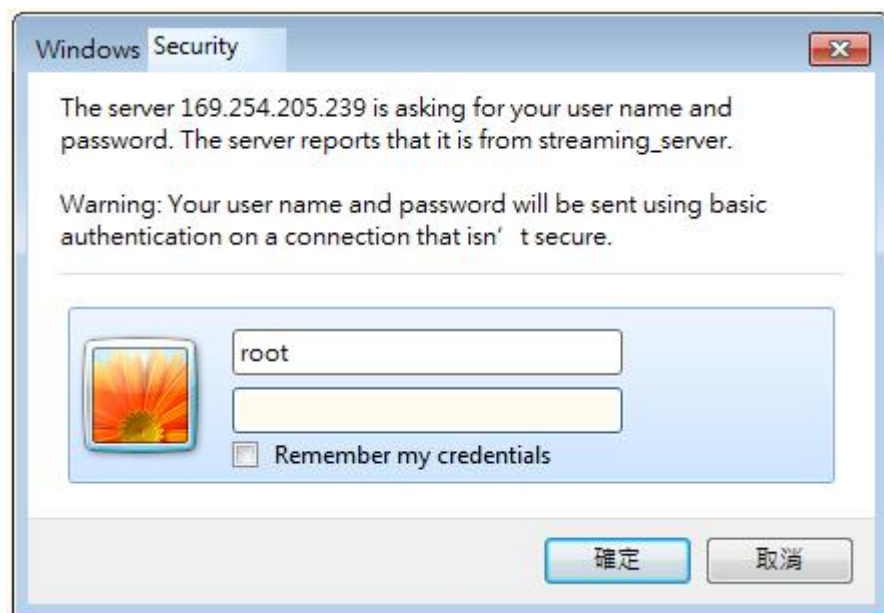 Windows Security
The server 169.254.205.239 is asking for your user name and
password. The server reports that it is from streaming_server.
Warning: Your user name and password will be sent using basic
authentication on a connection that isn’ t secure.
root
Remember my credentials
確定 取消